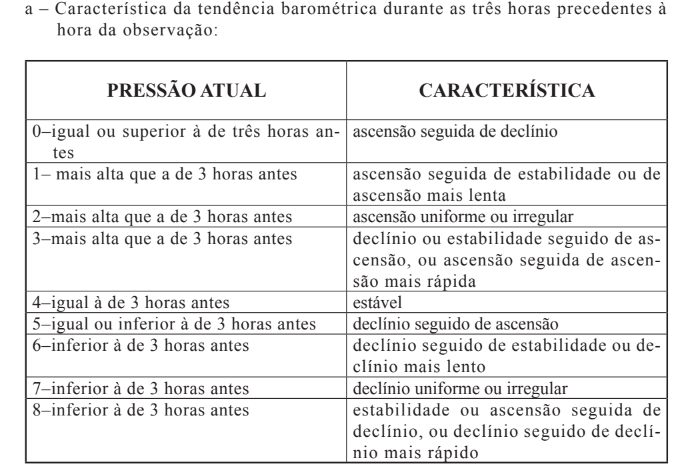 a – Característica da tendência barométrica durante as três horas precedentes à
hora da observação:
PRESSÃO ATUAL
CARACTERÍSTICA
0–igual ou superior à de três horas an-
tes
ascensão seguida de declínio
1– mais alta que a de 3 horas antes
ascensão seguida de estabilidade ou de
ascensão mais lenta
2–mais alta que a de 3 horas antes
ascensão uniforme ou irregular
3–mais alta que a de 3 horas antes
declínio ou estabilidade seguido de as-
censão, ou ascensão seguida de ascen-
são mais rápida
4–igual à de 3 horas antes
estável
5–igual ou inferior à de 3 horas antes
declínio seguido de ascensão
6–inferior à de 3 horas antes
declínio seguido de estabilidade ou de-
clínio mais lento
7–inferior à de 3 horas antes
declínio uniforme ou irregular
8–inferior à de 3 horas antes
estabilidade ou ascensão seguida de
declínio, ou declínio seguido de declí-
nio mais rápido